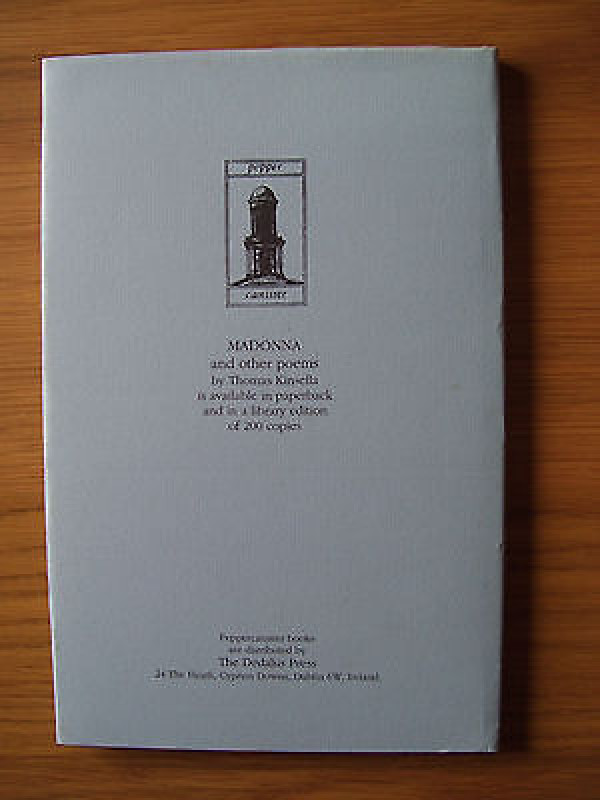 pepper
canister
MADONNA
and other poems
by Thomas Kinsella
is available in paperback
and in a library edition
of 200 copies
Peppercanister books
are distributed by
The Dedalus Press
24 The Heath, Cypress Downs, Dublin 6W, Ireland.